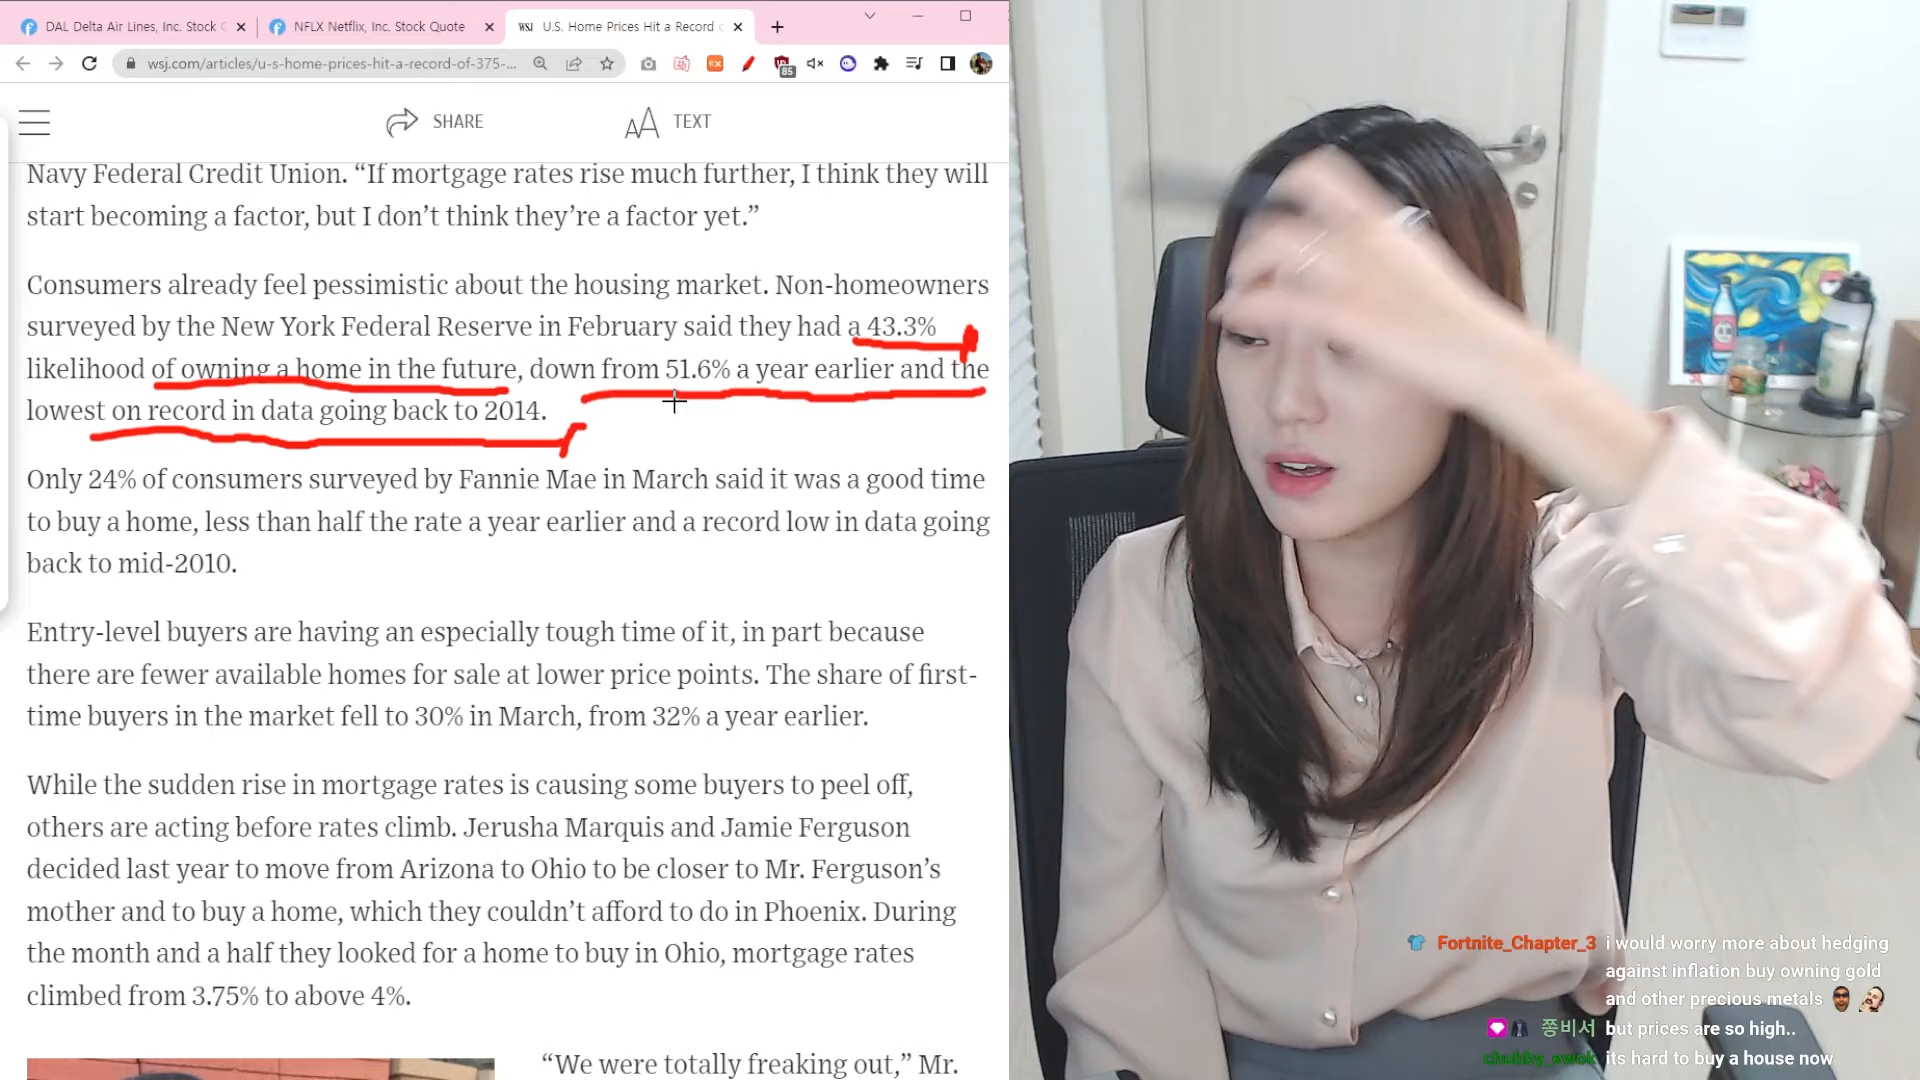 DAL Delta Air Lines, Inc. Stock
NFLX Netflix, Inc. Stock Quote
WSJ U.S. Home Prices Hit a Record
wsj.com/articles/u-s-home-prices-hit-a-record-of-375-...
85
SHARE
AA TEXT
Navy Federal Credit Union. “If mortgage rates rise much further, I think they will
start becoming a factor, but I don’t think they’re a factor yet.”
Consumers already feel pessimistic about the housing market. Non-homeowners
surveyed by the New York Federal Reserve in February said they had a 43.3%
likelihood of owning a home in the future, down from 51.6% a year earlier and the
lowest on record in data going back to 2014.
Only 24% of consumers surveyed by Fannie Mae in March said it was a good time
to buy a home, less than half the rate a year earlier and a record low in data going
back to mid-2010.
Entry-level buyers are having an especially tough time of it, in part because
there are fewer available homes for sale at lower price points. The share of first-
time buyers in the market fell to 30% in March, from 32% a year earlier.
While the sudden rise in mortgage rates is causing some buyers to peel off,
others are acting before rates climb. Jerusha Marquis and Jamie Ferguson
decided last year to move from Arizona to Ohio to be closer to Mr. Ferguson’s
mother and to buy a home, which they couldn’t afford to do in Phoenix. During
the month and a half they looked for a home to buy in Ohio, mortgage rates
climbed from 3.75% to above 4%.
“We were totally freaking out,” Mr.
Fortnite_Chapter_3 i would worry more about hedging
against inflation buy owning gold
and other precious metals
쫑비서 but prices are so high..
chubby_ewok its hard to buy a house now